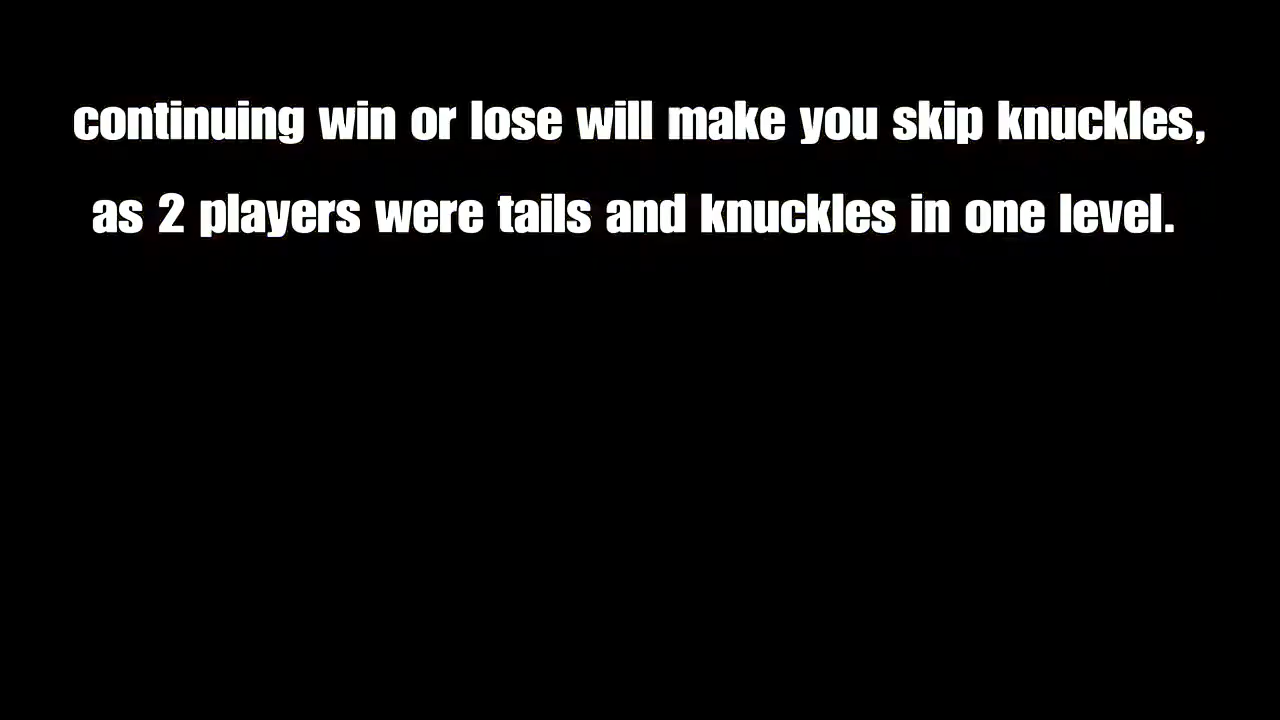 continuing win or lose will make you skip knuckles,
as 2 players were tails and knuckles in one level.